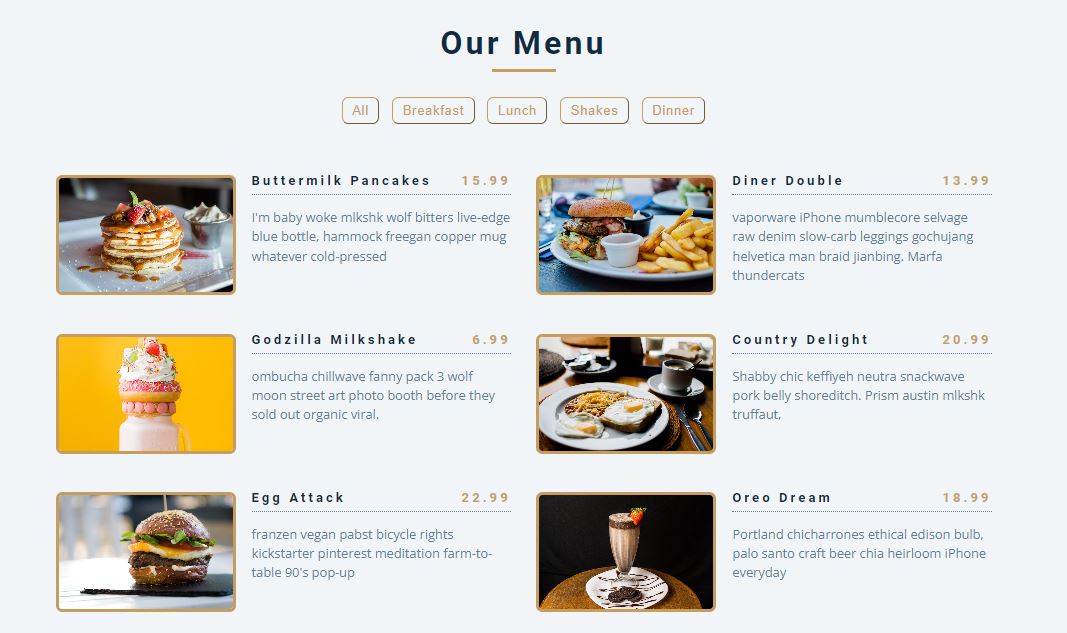 Our Menu
All Breakfast Lunch Shakes Dinner
Buttermilk Pancakes 15.99
I'm baby woke mlkshk wolf bitters live-edge
blue bottle, hammock freegan copper mug
whatever cold-pressed
Diner Double 13.99
vaporware iPhone mumblecore selvage
raw denim slow-carb leggings gochujang
helvetica man braid jianbing. Marfa
thundercats
Godzilla Milkshake 6.99
ombucha chillwave fanny pack 3 wolf
moon street art photo booth before they
sold out organic viral.
Country Delight 20.99
Shabby chic keffiyeh neutra snackwave
pork belly shoreditch. Prism austin mlkshk
truffaut,
Egg Attack 22.99
franzen vegan pabst bicycle rights
kickstarter pinterest meditation farm-to-
table 90's pop-up
Oreo Dream 18.99
Portland chicharrones ethical edison bulb,
palo santo craft beer chia heirloom iPhone
everyday